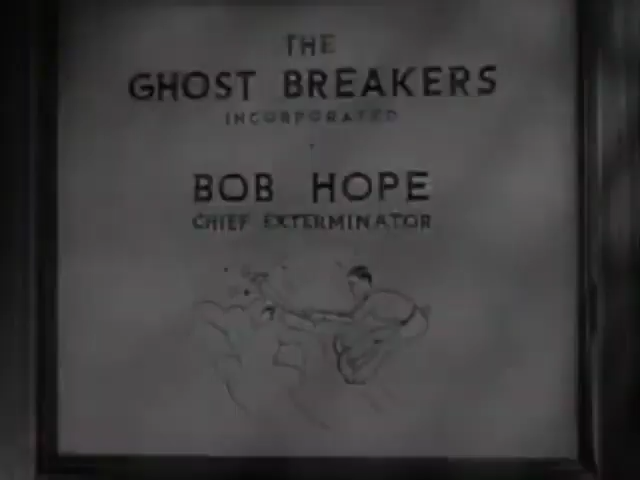 THE
GHOST BREAKERS
INCORPORATED
BOB HOPE
CHIEF EXTERMINATOR